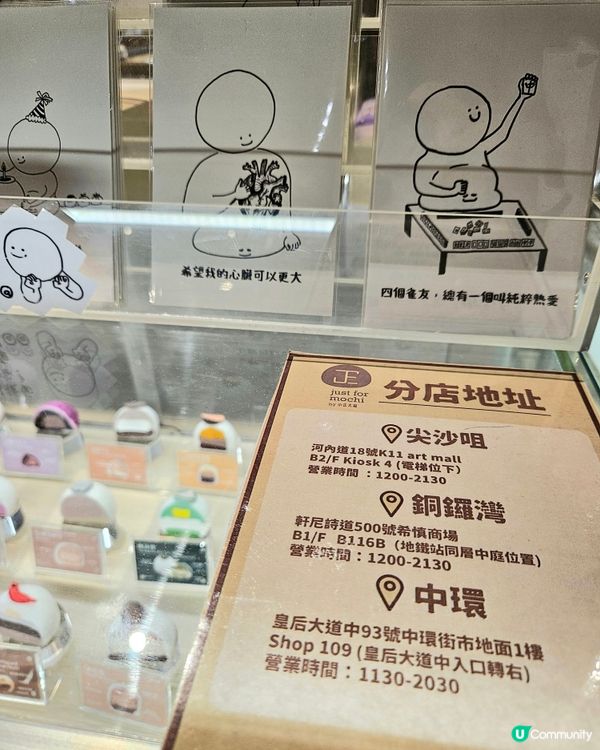 希望我的心臟可以更大
四個雀友，總有一個叫純粹熱愛
正
just for
mochi
分店地址
尖沙咀
河內道18號K11 art mall
B2/F Kiosk 4 (電梯位下)
營業時間：1200-2130
銅鑼灣
軒尼詩道500號希慎商場
B1/F B116B (地鐵站同層中庭位置)
營業時間：1200-2130
中環
皇后大道中93號中環街市地面1樓
Shop 109 (皇后大道中入口轉右)
營業時間：1130-2030
U Community